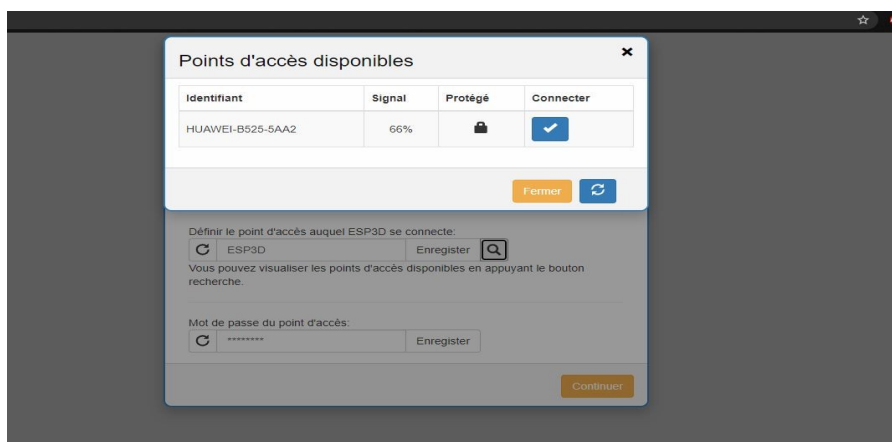 Points d'accès disponibles
Identifiant Signal Protégé Connecter
HUAWEI-B525-5AA2 66%
Fermer
Définir le point d'accès auquel ESP3D se connecte:
ESP3D Enregister
Vous pouvez visualiser les points d'accès disponibles en appuyant le bouton
recherche.
Mot de passe du point d'accès:
******** Enregister
Continuer